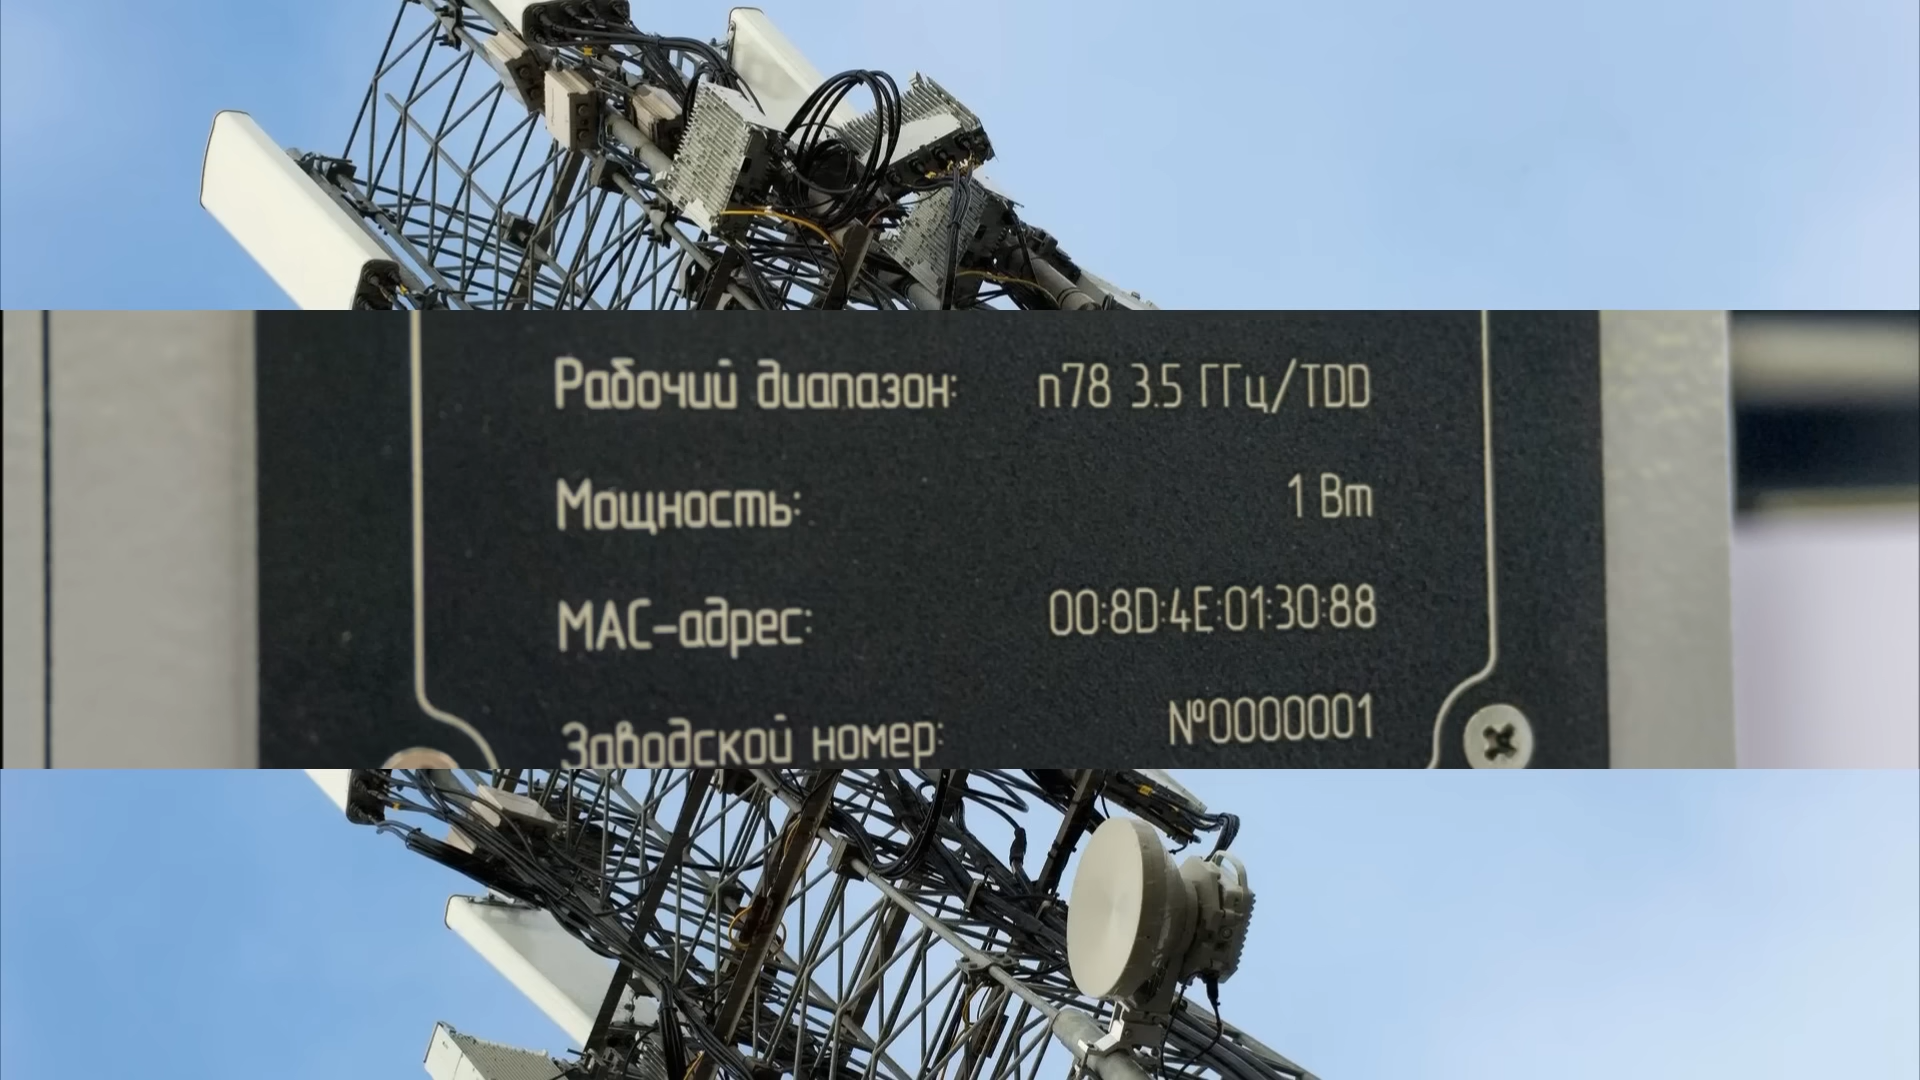 Рабочий диапазон: n78 3.5 ГГц/TDD
Мощность: 1 Вт
МАС-адрес: 00:8D:4E:01:30:88
Заводской номер: №0000001